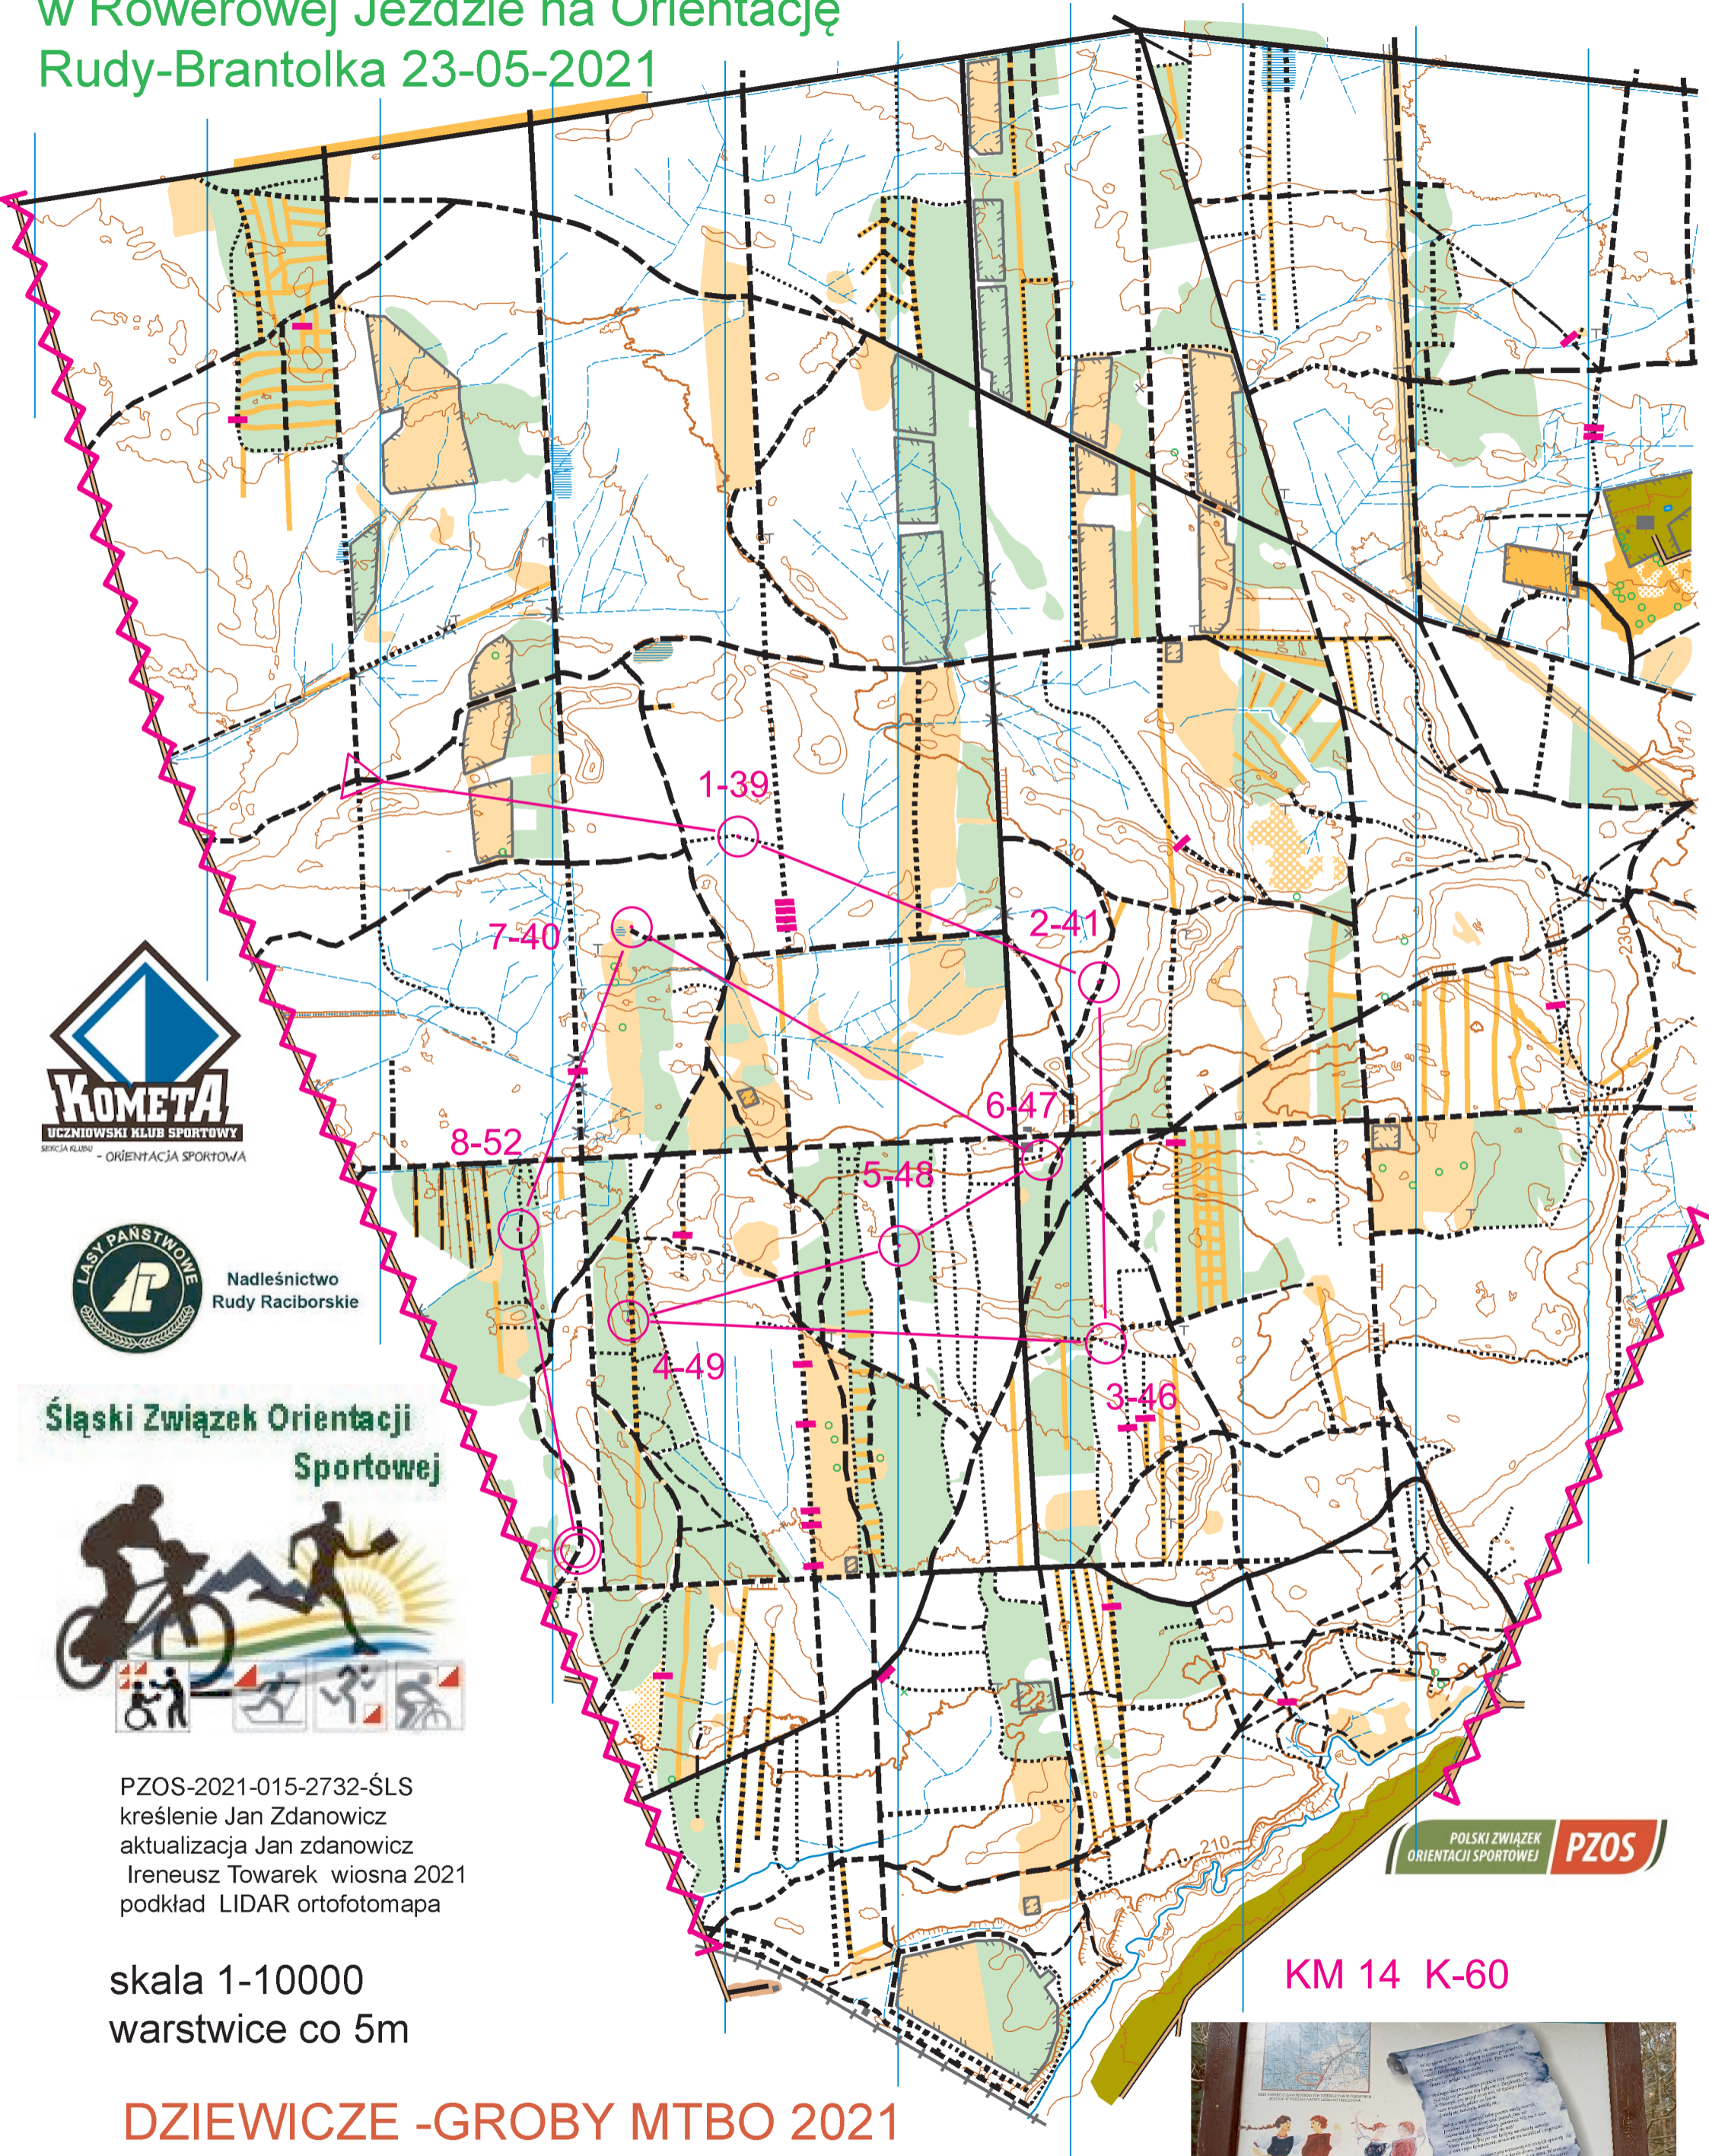 w Rowerowej Jeździe na Orientację
Rudy-Brantolka 23-05-2021
1-39
230
2-41
7-40
230
KOMETA
UCZNIOWSKI KLUB SPORTOWY
SEKCJA KLUBU - ORIENTACJA SPORTOWA
6-47
8-52
5-48
LASY PAŃSTWOWE
LP
Nadleśnictwo
Rudy Raciborskie
4-49
3-46
Śląski Związek Orientacji
Sportowej
PZOS-2021-015-2732-ŚLS
kreślenie Jan Zdanowicz
aktualizacja Jan zdanowicz
Ireneusz Towarek wiosna 2021
podkład LIDAR ortofotomapa
210
POLSKI ZWIĄZEK
ORIENTACJI SPORTOWEJ
PZOS
skala 1-10000
warstwice co 5m
KM 14 K-60
DZIEWICZE -GROBY MTBO 2021